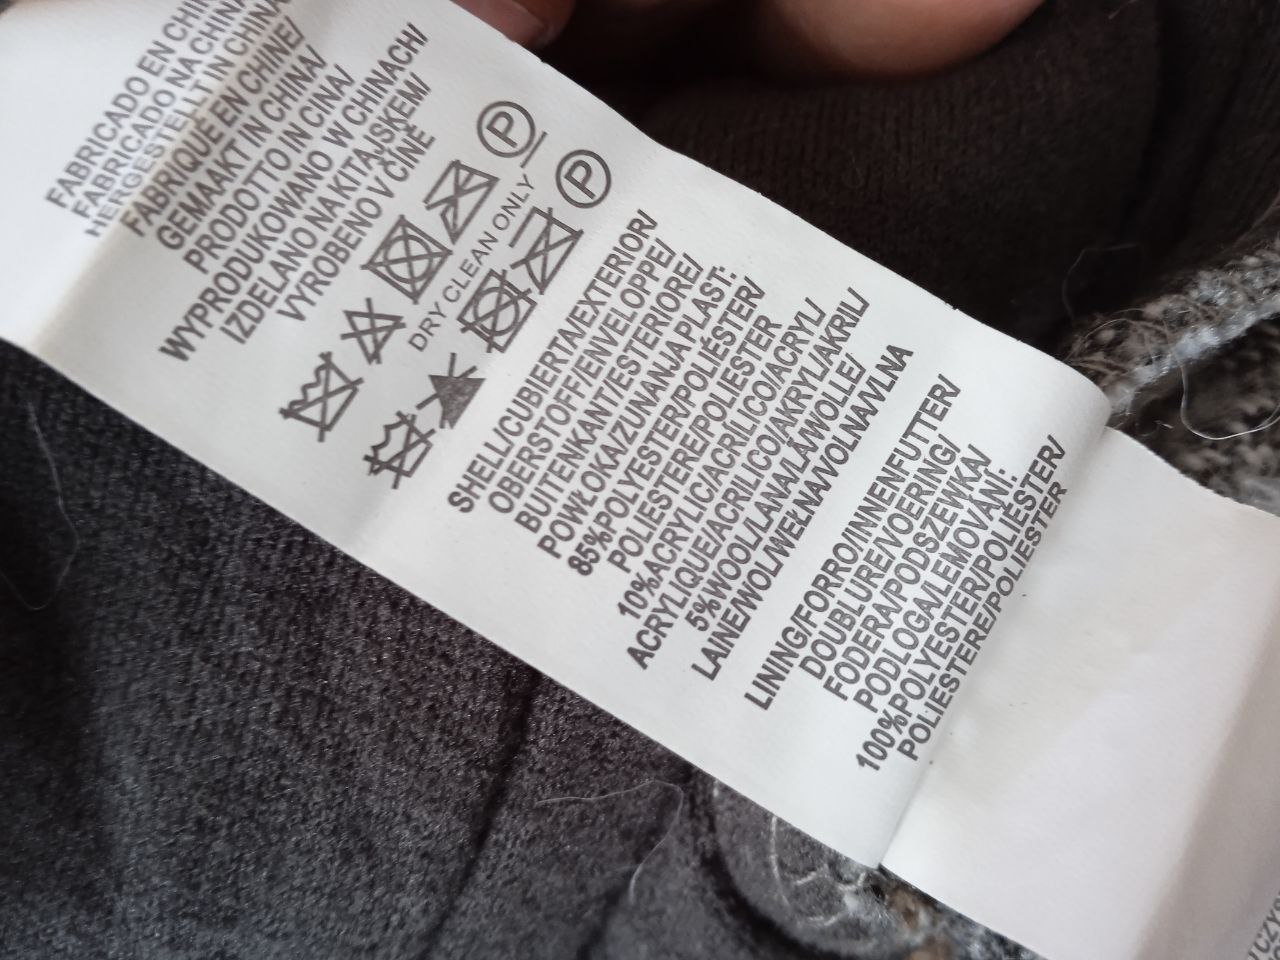 FABRICADO EN CHIN
FABRICADO NA CHINA
HERGESTELLT IN CHINA
FABRIQUÉ EN CHINE/
GEMAAKT IN CHINA/
PRODOTTO IN CINA/
WYPRODUKOWANO W CHINACH/
IZDELANO NA KITAJSKEM/
VYROBENO V ČÍNĚ
P
DRY CLEAN ONLY
P
SHELL/CUBIERTA/EXTERIOR/
OBERSTOFF/ENVELOPPE/
BUITENKANT/ESTERIORE/
POWŁOKA/ZUNANJA PLAST:
85%POLYESTER/POLIÉSTER/
POLIESTERE/POLIESTER
10%ACRYLIC/ACRÍLICO/ACRYL/
ACRYLIQUE/ACRILICO/AKRYL/AKRIL/
5%WOOL/LANA/LÃ/WOLLE/
LAINE/WOL/WEŁNA/VOLNA/VLNA
LINING/FORRO/INNENFUTTER/
DOUBLURE/VOERING/
FODERA/PODSZEWKA/
PODLOGA/LEMOVÁNÍ:
100%POLYESTER/POLIÉSTER/
POLIESTERE/POLIESTER